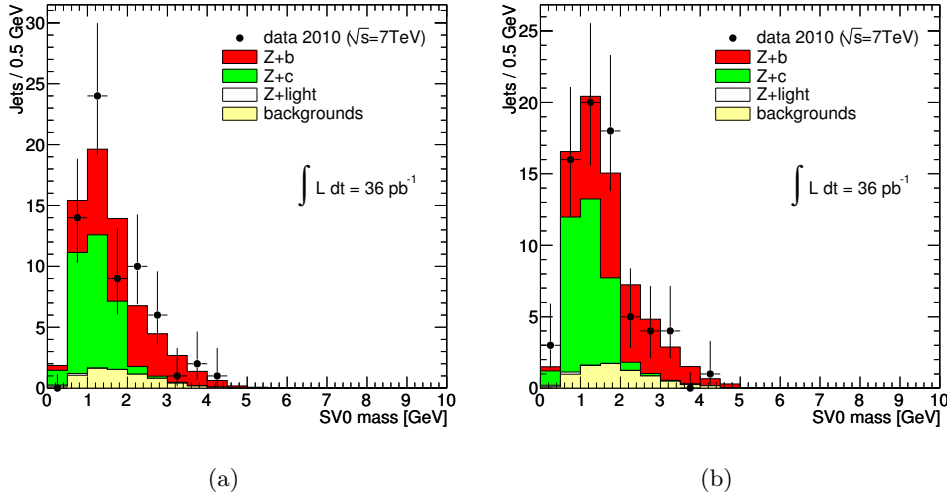 Jets / 0.5 GeV
30
25
20
15
10
5
0
data 2010 (√s=7TeV)
Z+b
Z+c
Z+light
backgrounds
∫ L dt = 36 pb⁻¹
0 1 2 3 4 5 6 7 8 9 10
SV0 mass [GeV]
(a)
Jets / 0.5 GeV
25
20
15
10
5
0
data 2010 (√s=7TeV)
Z+b
Z+c
Z+light
backgrounds
∫ L dt = 36 pb⁻¹
0 1 2 3 4 5 6 7 8 9 10
SV0 mass [GeV]
(b)